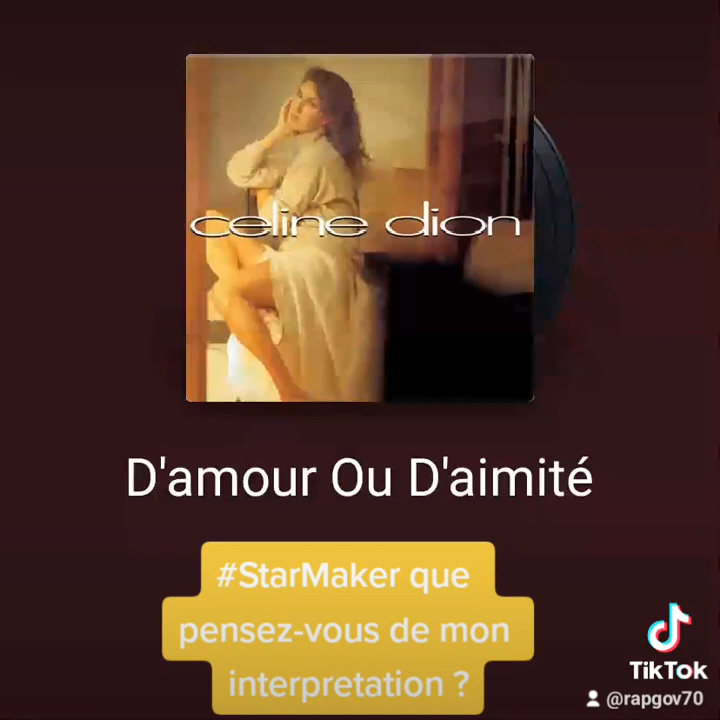 celine dion
D'amour Ou D'aimité
#StarMaker que
pensez-vous de mon
interpretation ?
TikTok
@rapgov70